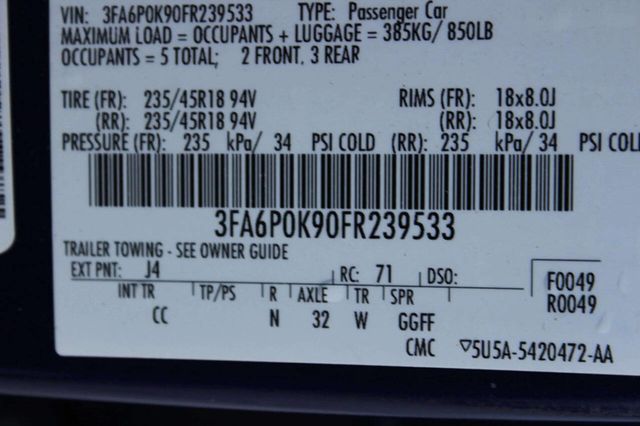 VIN: 3FA6P0K90FR239533 TYPE: Passenger Car
MAXIMUM LOAD = OCCUPANTS + LUGGAGE = 385KG/ 850LB
OCCUPANTS = 5 TOTAL; 2 FRONT, 3 REAR
TIRE (FR): 235/45R18 94V RIMS (FR): 18x8.0J
(RR): 235/45R18 94V (RR): 18x8.0J
PRESSURE (FR): 235 kPa/ 34 PSI COLD (RR): 235 kPa/ 34 PSI COL
3FA6P0K90FR239533
TRAILER TOWING - SEE OWNER GUIDE
EXT PNT: J4 RC: 71 DSO: F0049
R0049
INT TR TP/PS R AXLE TR SPR
CC N 32 W GGFF
CMC ▽5U5A-5420472-AA